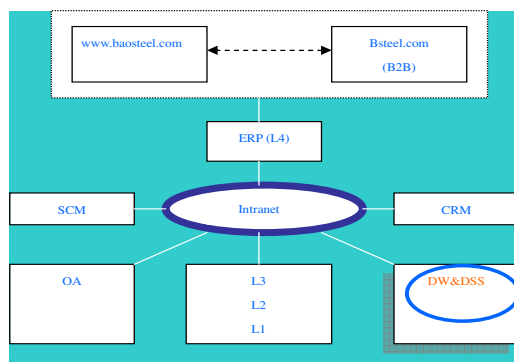 www.baosteel.com
Bsteel.com
(B2B)
ERP (L4)
SCM
Intranet
CRM
OA
L3
L2
L1
DW&DSS